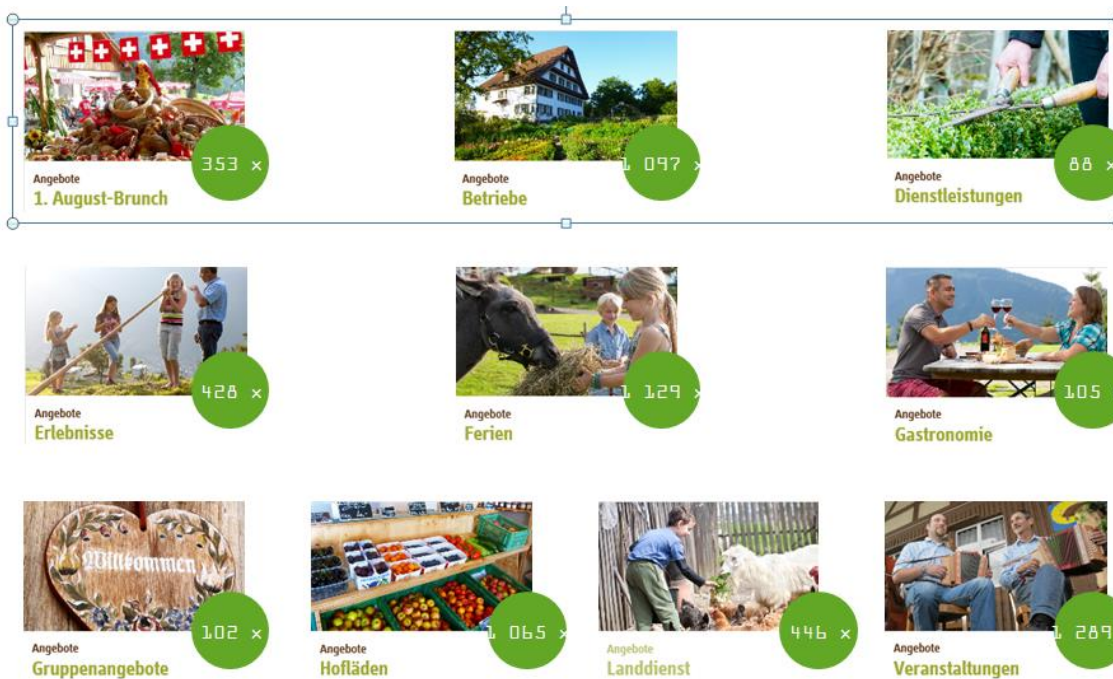 353 ×
Angebote
1. August-Brunch
1 097 ×
Angebote
Betriebe
88 ×
Angebote
Dienstleistungen
428 ×
Angebote
Erlebnisse
1 129 ×
Angebote
Ferien
105
Angebote
Gastronomie
Willkommen
102 ×
Angebote
Gruppenangebote
1 065 ×
Angebote
Hofläden
446 ×
Angebote
Landdienst
1 289
Angebote
Veranstaltungen